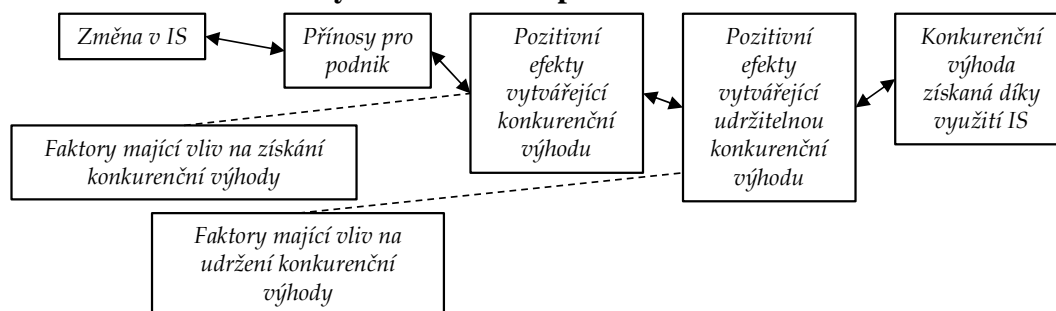 Změna v IS
Přínosy pro
podnik
Pozitivní
efekty
vytvářející
konkurenční
výhodu
Pozitivní
efekty
vytvářející
udržitelnou
konkurenční
výhodu
Konkurenční
výhoda
získaná díky
využití IS
Faktory mající vliv na získání
konkurenční výhody
Faktory mající vliv na
udržení konkurenční
výhody